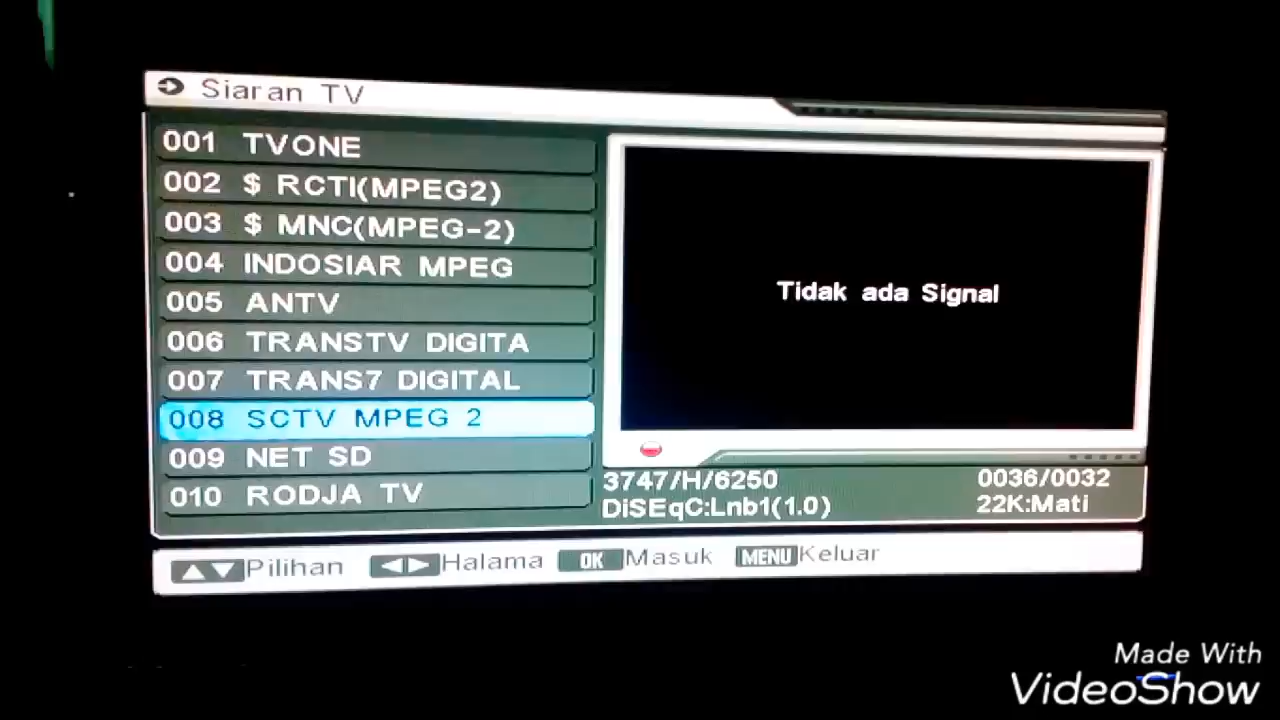 Siaran TV
001 TVONE
002 $ RCTI(MPEG2)
003 $ MNC(MPEG-2)
004 INDOSIAR MPEG
005 ANTV
006 TRANSTV DIGITA
007 TRANS7 DIGITAL
008 SCTV MPEG 2
009 NET SD
010 RODJA TV
Tidak ada Signal
3747/H/6250 0036/0032
DiSEqC:Lnb1(1.0) 22K:Mati
Pilihan Halama OK Masuk MENU Keluar
Made With
VideoShow